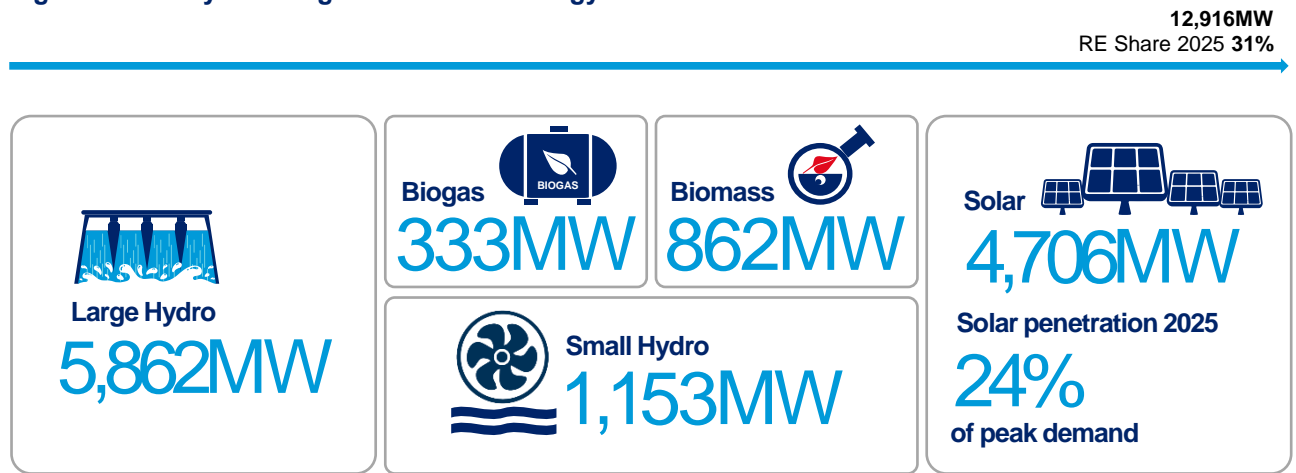 12,916MW
RE Share 2025 31%
Large Hydro
5,862MW
Biogas
BIOGAS
333MW
Biomass
862MW
Small Hydro
1,153MW
Solar
4,706MW
Solar penetration 2025
24%
of peak demand